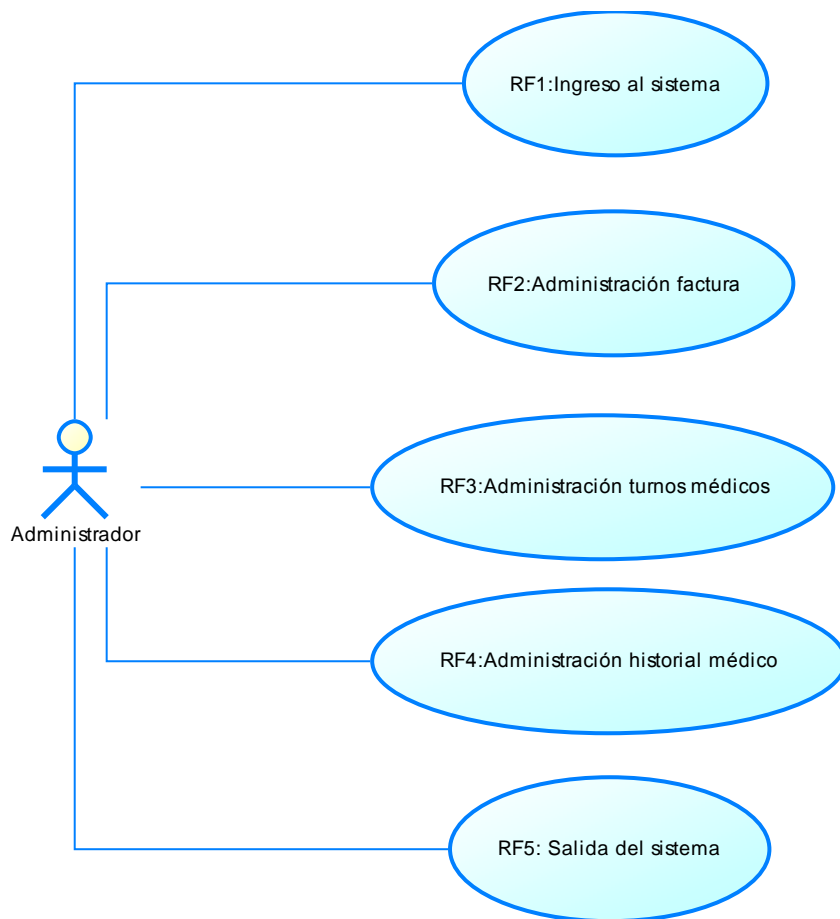 RF1:Ingreso al sistema
RF2:Administración factura
RF3:Administración turnos médicos
Administrador
RF4:Administración historial médico
RF5: Salida del sistema